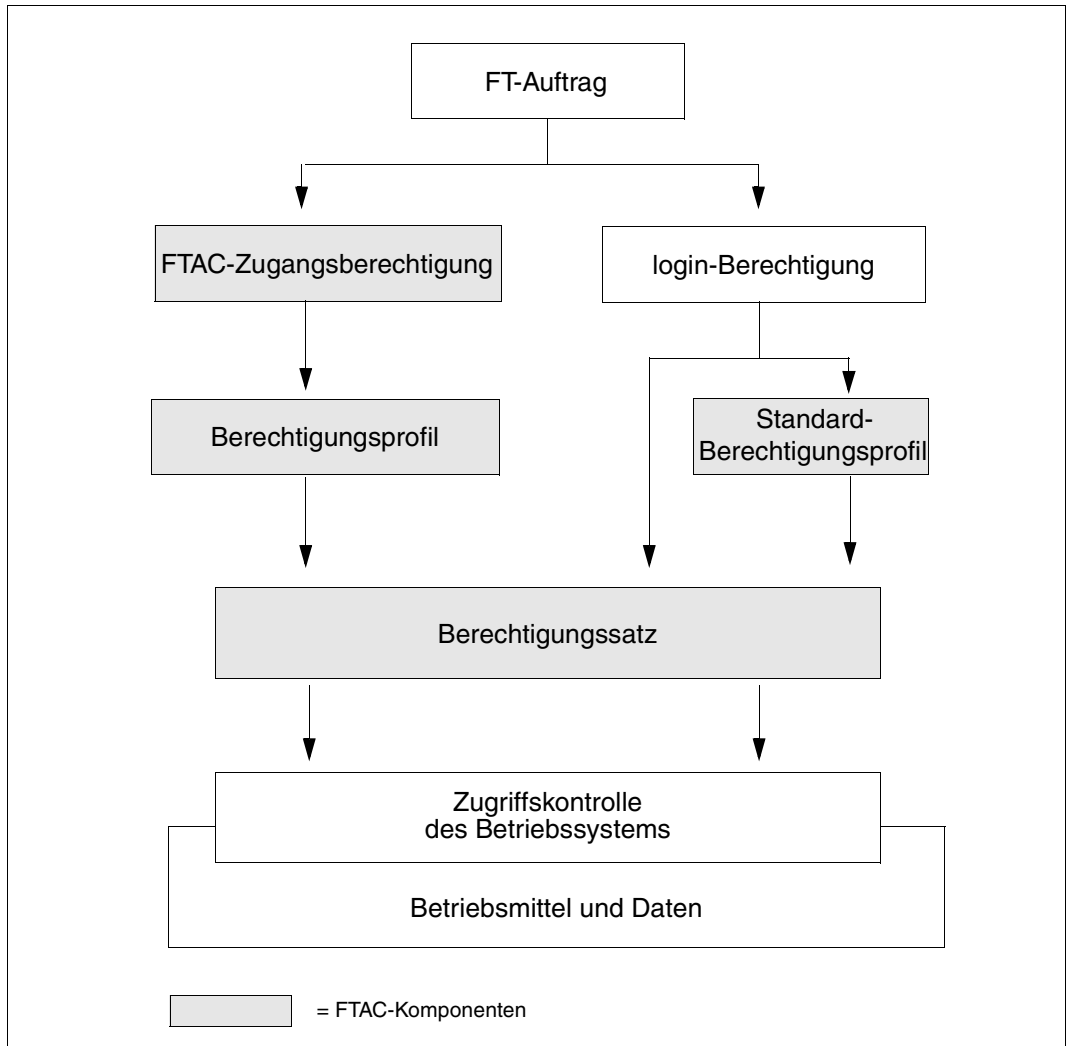 FT-Auftrag
FTAC-Zugangsberechtigung
login-Berechtigung
Berechtigungsprofil
Standard-
Berechtigungsprofil
Berechtigungssatz
Zugriffskontrolle
des Betriebssystems
Betriebsmittel und Daten
= FTAC-Komponenten